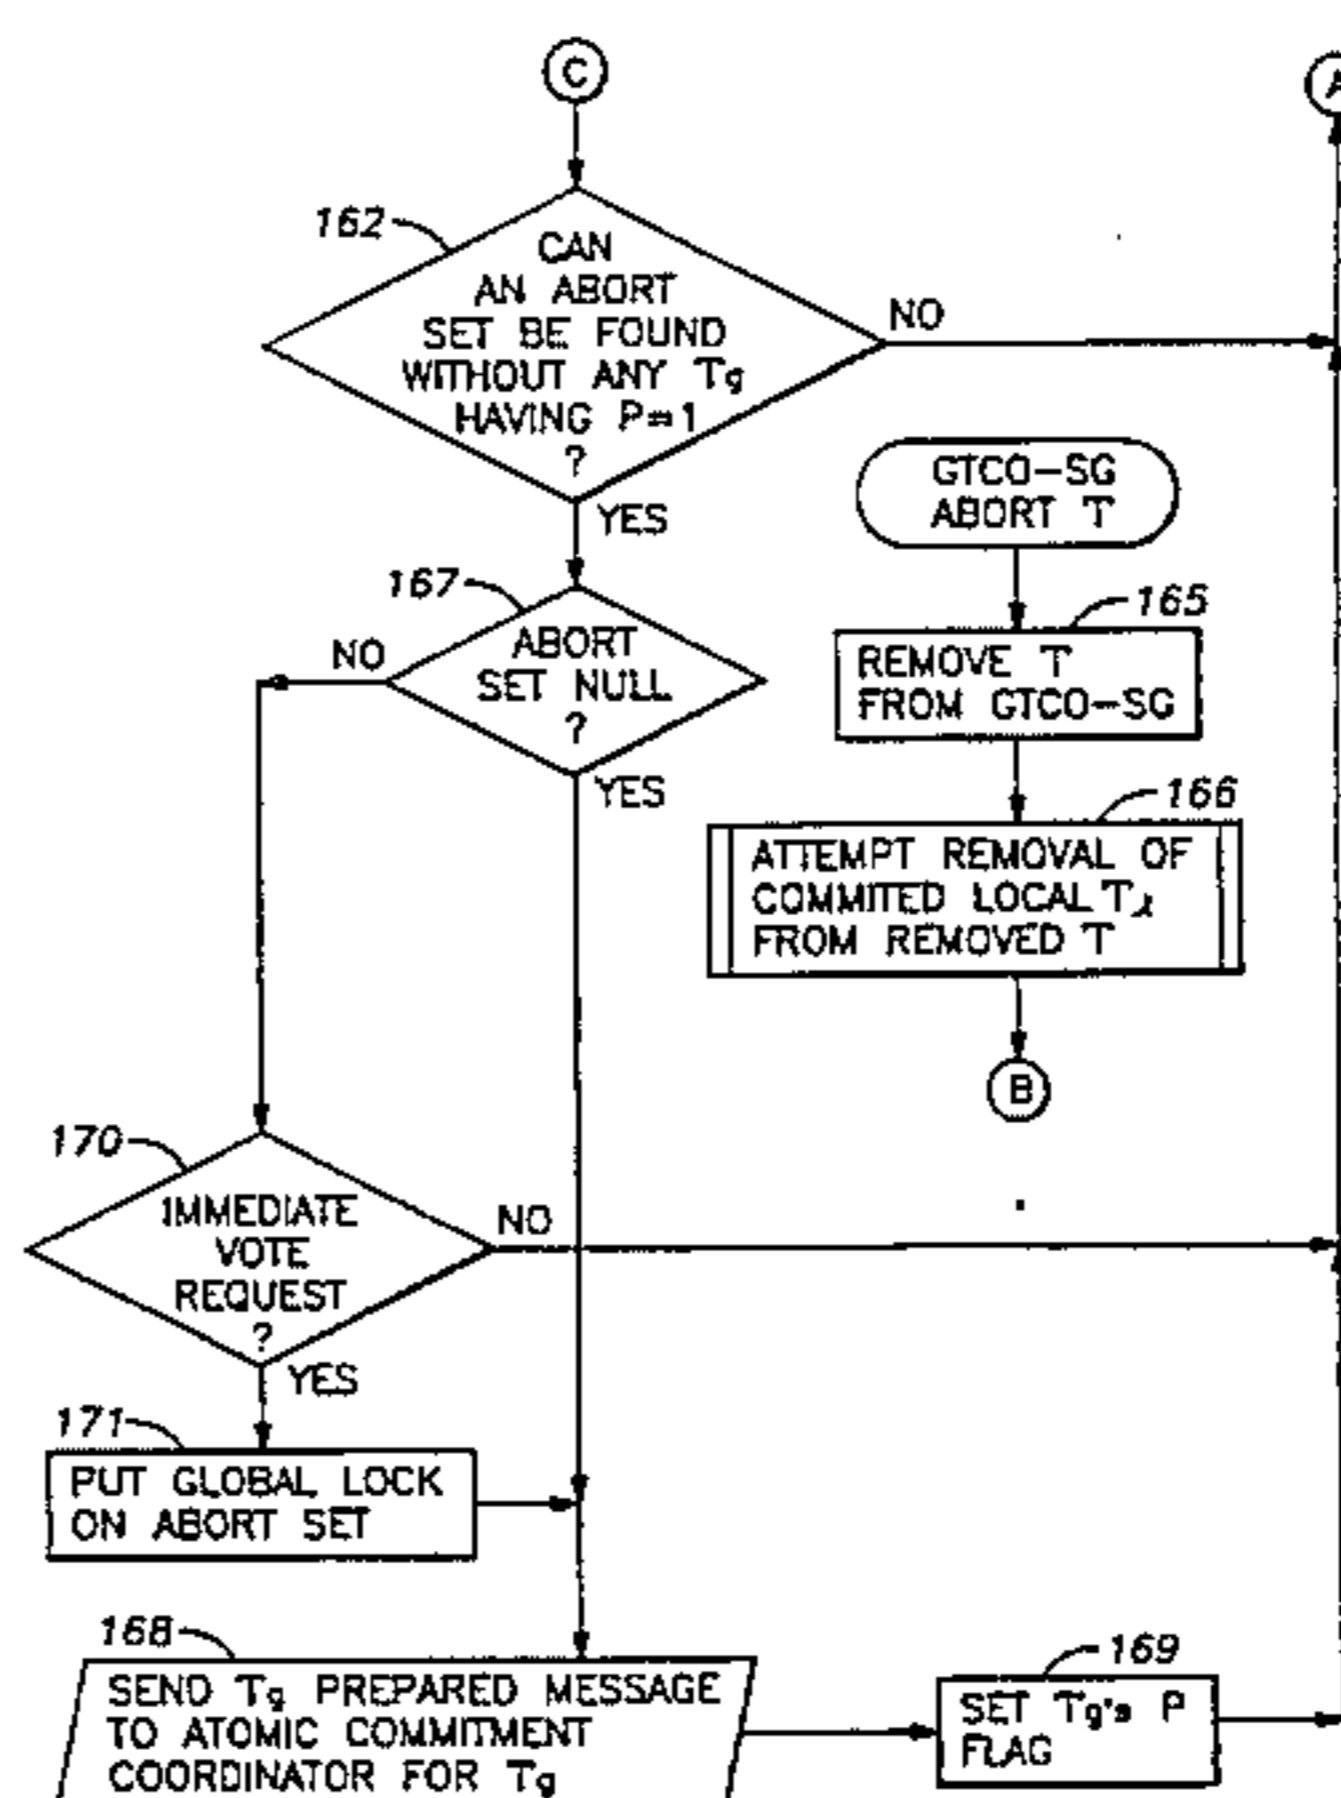 C
A
162
CAN
AN ABORT
SET BE FOUND
WITHOUT ANY Tg
HAVING P=1
?
NO
YES
GTCO-SG
ABORT T
167
ABORT
SET NULL
?
NO
YES
165
REMOVE T
FROM GTCO-SG
166
ATTEMPT REMOVAL OF
COMMITED LOCAL Tℓ
FROM REMOVED T
B
170
IMMEDIATE
VOTE
REQUEST
?
NO
YES
171
PUT GLOBAL LOCK
ON ABORT SET
168
SEND Tg PREPARED MESSAGE
TO ATOMIC COMMITMENT
COORDINATOR FOR Tg
169
SET Tg's P
FLAG